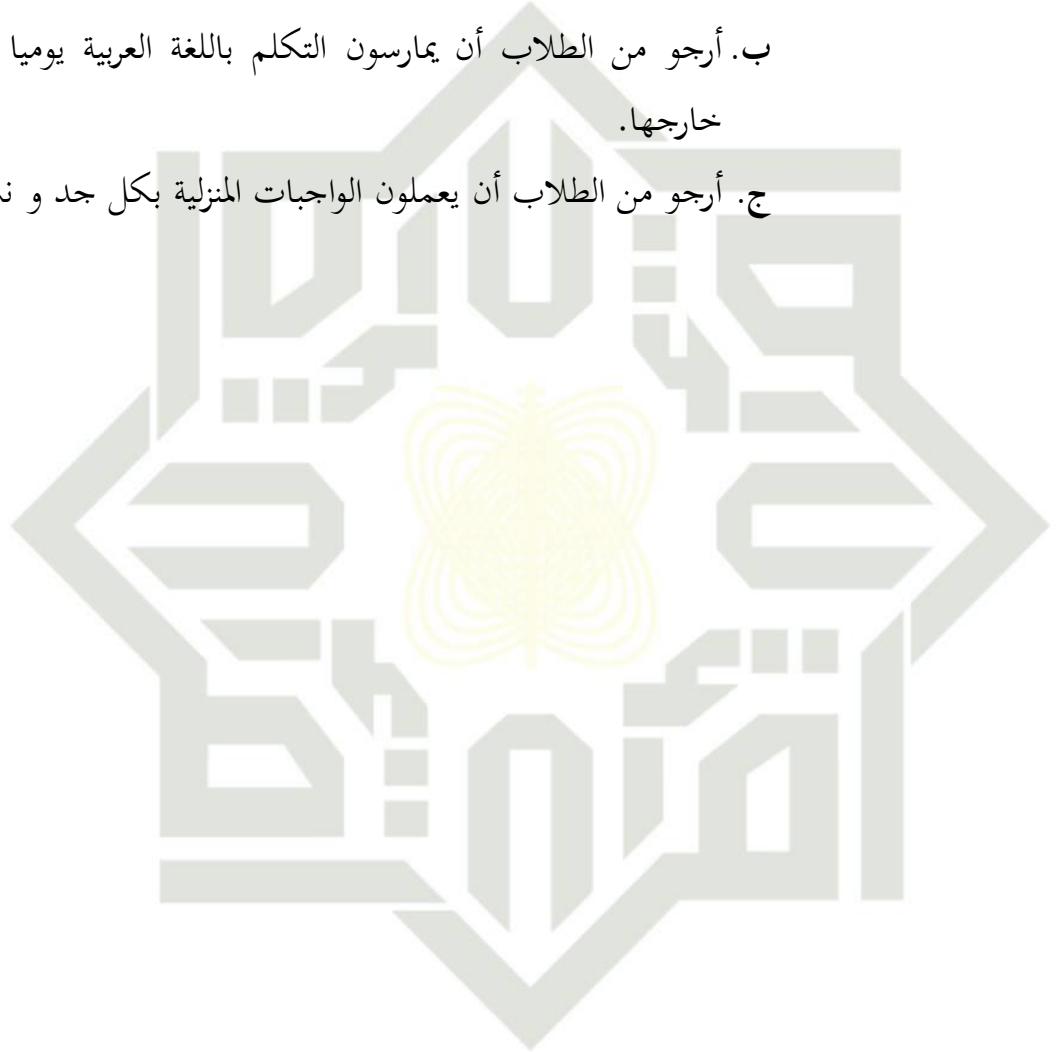 ب. أرجو من الطلاب أن يمارسون التكلم باللغة العربية يوميا
خارجها.
ج. أرجو من الطلاب أن يعملون الواجبات المنزلية بكل جد و